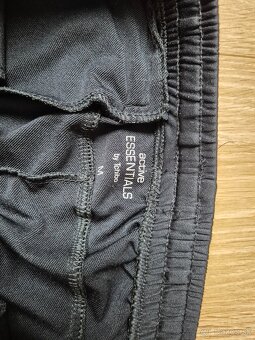 active
ESSENTIALS
by Tchibo
M